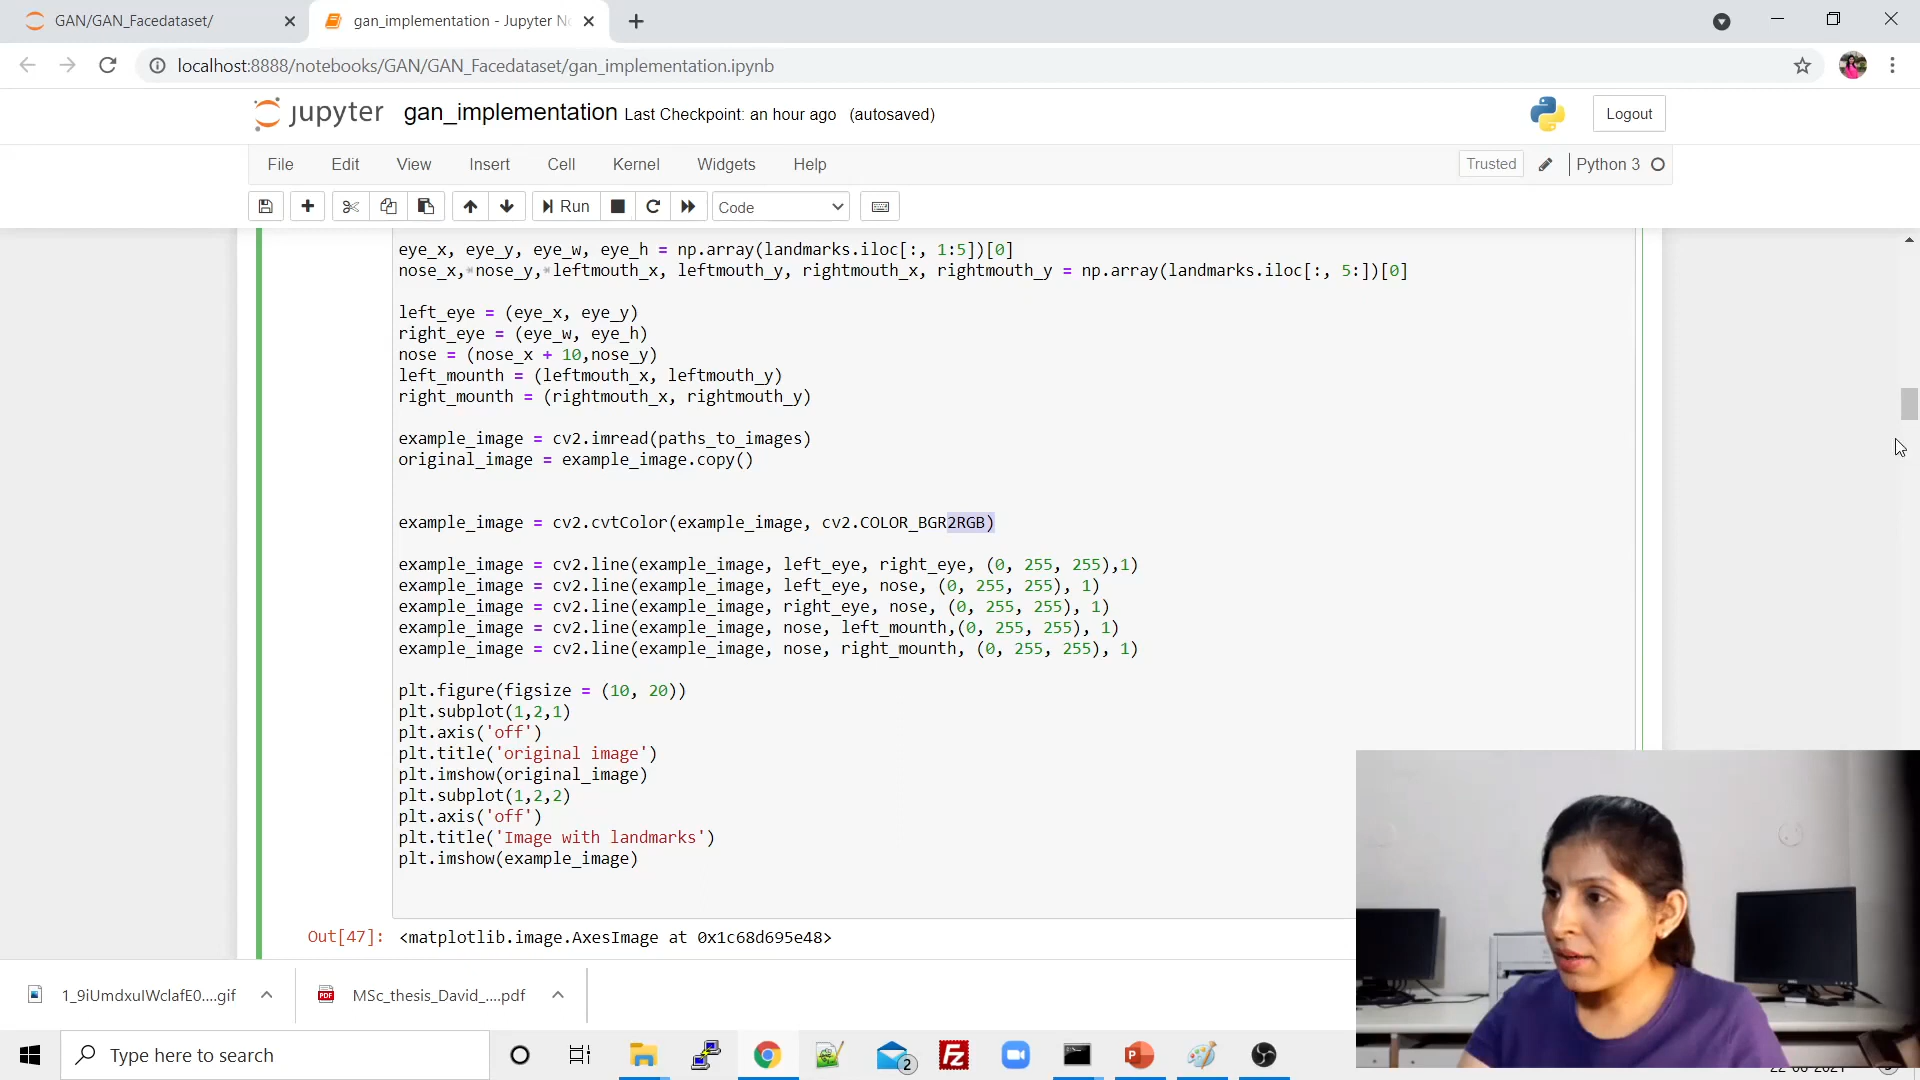 GAN/GAN_Facedataset/
gan_implementation - Jupyter No
localhost:8888/notebooks/GAN/GAN_Facedataset/gan_implementation.ipynb
jupyter gan_implementation Last Checkpoint: an hour ago (autosaved)
Logout
File Edit View Insert Cell Kernel Widgets Help
Trusted
Python 3
Run
Code
eye_x, eye_y, eye_w, eye_h = np.array(landmarks.iloc[:, 1:5])[0]
nose_x, nose_y, leftmouth_x, leftmouth_y, rightmouth_x, rightmouth_y = np.array(landmarks.iloc[:, 5:])[0]
left_eye = (eye_x, eye_y)
right_eye = (eye_w, eye_h)
nose = (nose_x + 10,nose_y)
left_mounth = (leftmouth_x, leftmouth_y)
right_mounth = (rightmouth_x, rightmouth_y)
example_image = cv2.imread(paths_to_images)
original_image = example_image.copy()
example_image = cv2.cvtColor(example_image, cv2.COLOR_BGR2RGB)
example_image = cv2.line(example_image, left_eye, right_eye, (0, 255, 255),1)
example_image = cv2.line(example_image, left_eye, nose, (0, 255, 255), 1)
example_image = cv2.line(example_image, right_eye, nose, (0, 255, 255), 1)
example_image = cv2.line(example_image, nose, left_mounth,(0, 255, 255), 1)
example_image = cv2.line(example_image, nose, right_mounth, (0, 255, 255), 1)
plt.figure(figsize = (10, 20))
plt.subplot(1,2,1)
plt.axis('off')
plt.title('original image')
plt.imshow(original_image)
plt.subplot(1,2,2)
plt.axis('off')
plt.title('Image with landmarks')
plt.imshow(example_image)
Out[47]: <matplotlib.image.AxesImage at 0x1c68d695e48>
1_9iUmdxuIWclafE0....gif
PDF
MSc_thesis_David_....pdf
Type here to search
2